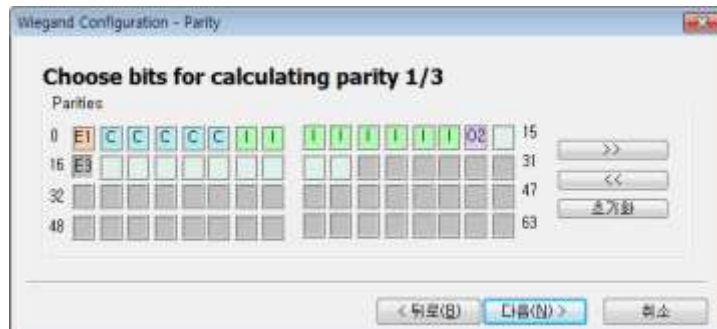 Wiegand Configuration - Parity
Choose bits for calculating parity 1/3
Parities
0 E1 C C C C C I I I I I I I I O2 15
16 E3 31
32 47
48 63
>>
<<
초기화
< 뒤로(B) 다음(N) > 취소